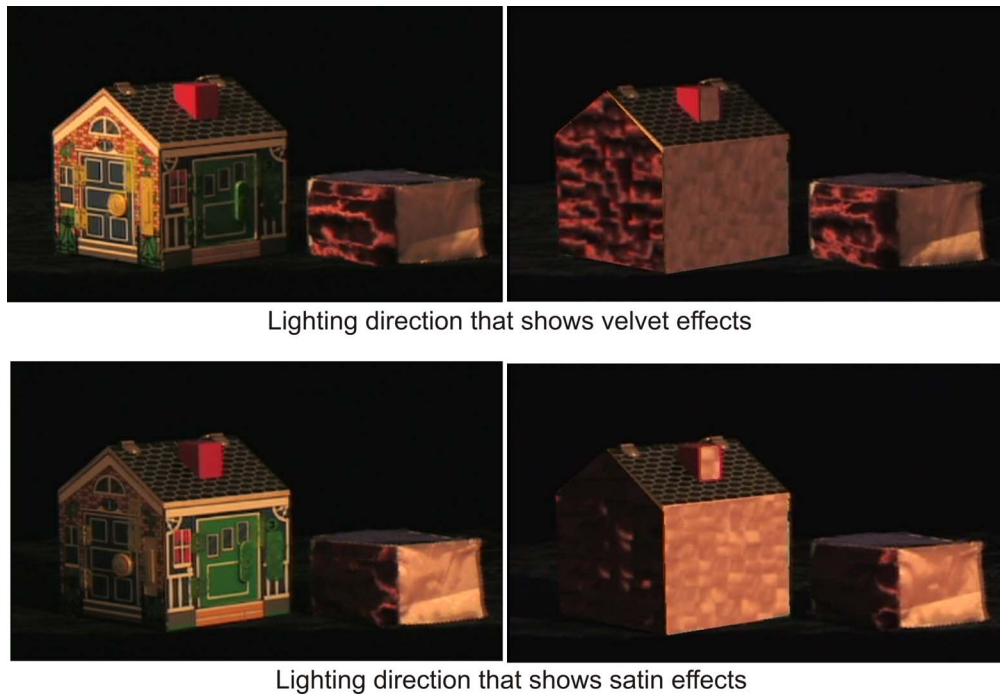 Lighting direction that shows velvet effects
Lighting direction that shows satin effects